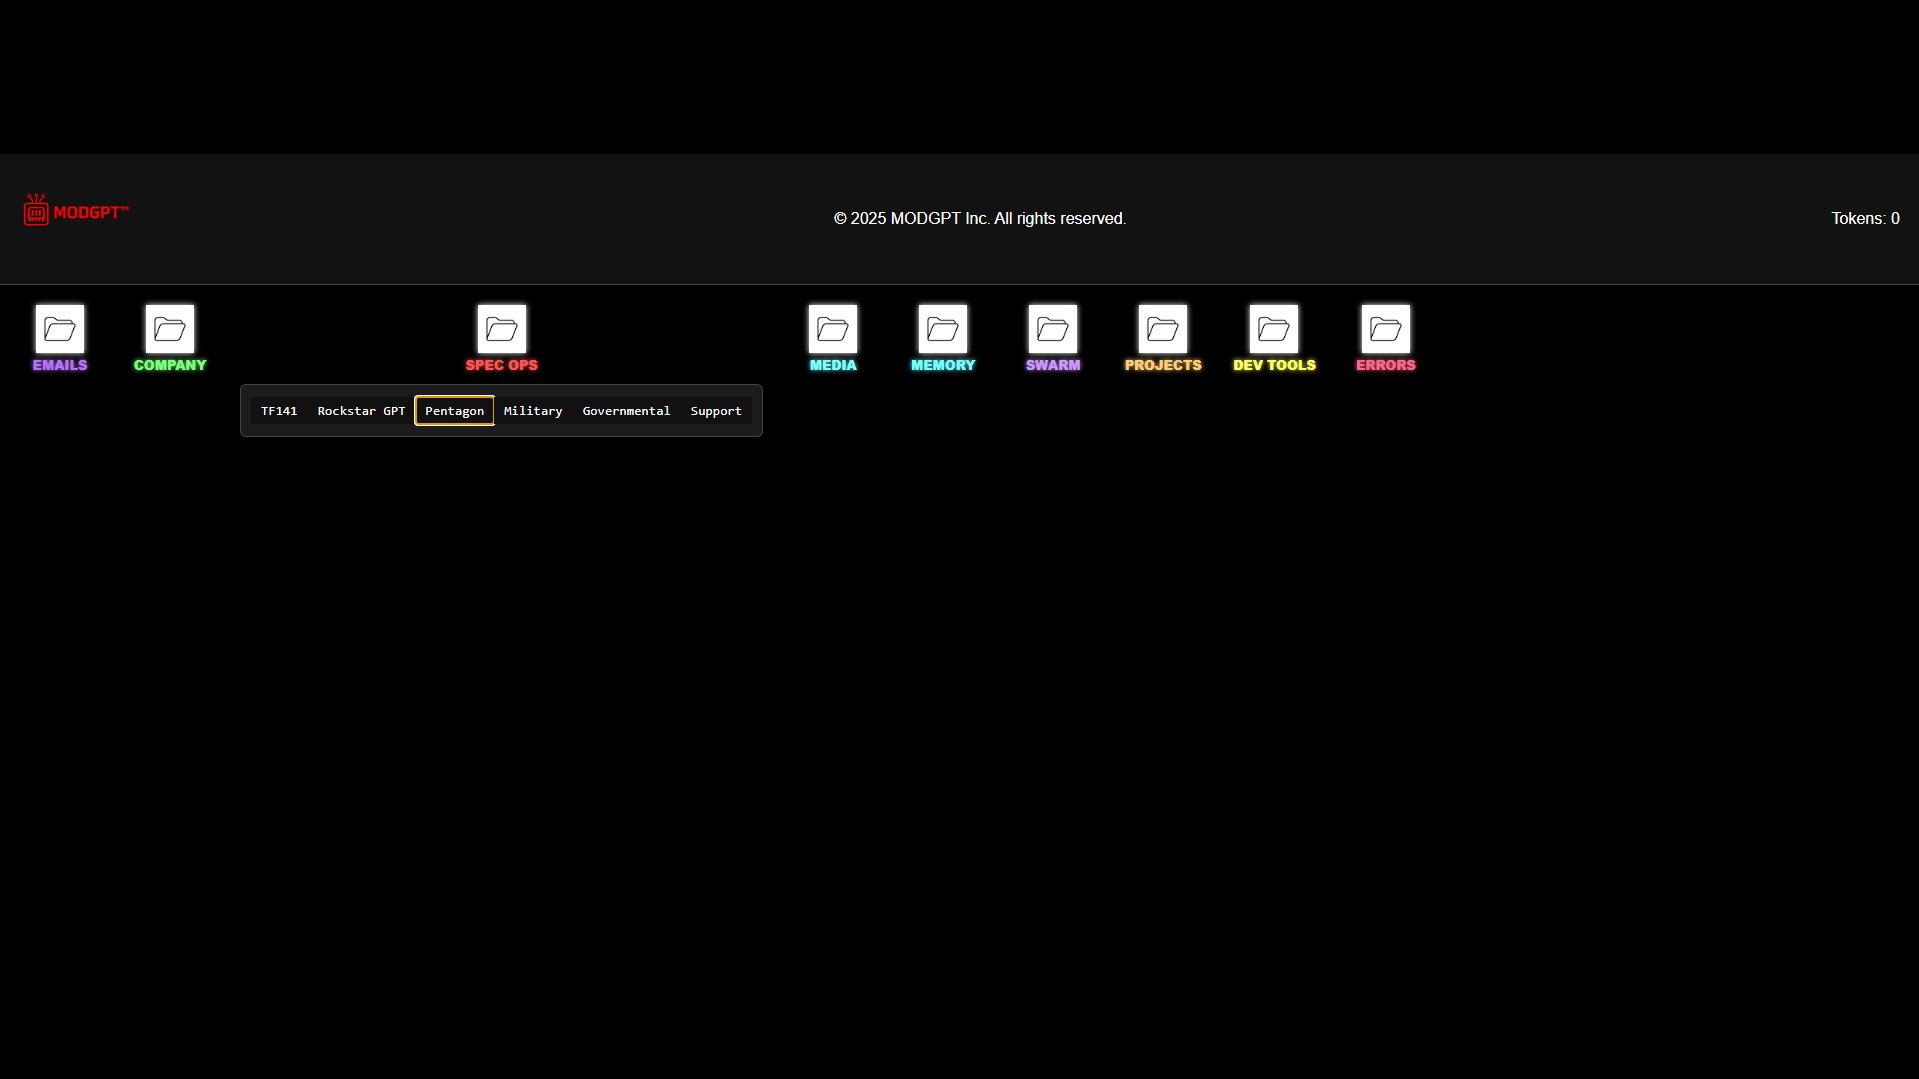 MODGPT™
© 2025 MODGPT Inc. All rights reserved.
Tokens: 0
EMAILS
COMPANY
SPEC OPS
MEDIA
MEMORY
SWARM
PROJECTS
DEV TOOLS
ERRORS
TF141
Rockstar GPT
Pentagon
Military
Governmental
Support